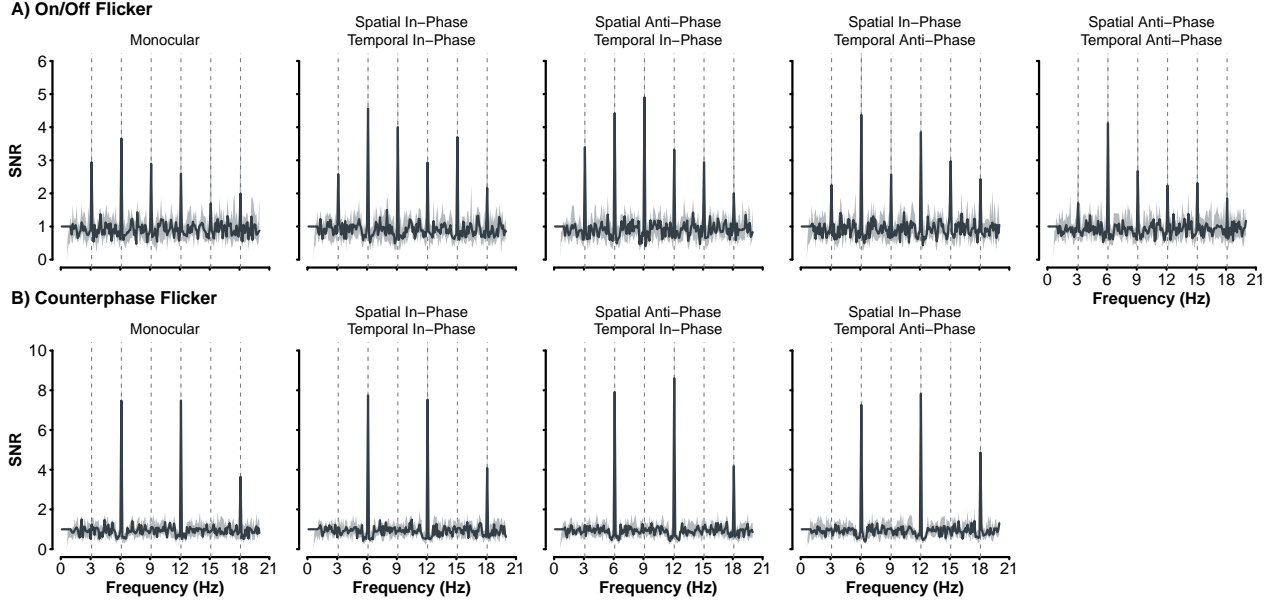 A) On/Off Flicker
Monocular
Spatial In−Phase
Temporal In−Phase
Spatial Anti−Phase
Temporal In−Phase
Spatial In−Phase
Temporal Anti−Phase
Spatial Anti−Phase
Temporal Anti−Phase
6
5
4
3
2
1
0
SNR
0 3 6 9 12 15 18 21
Frequency (Hz)
B) Counterphase Flicker
Monocular
Spatial In−Phase
Temporal In−Phase
Spatial Anti−Phase
Temporal In−Phase
Spatial In−Phase
Temporal Anti−Phase
10
8
6
4
2
0
SNR
0 3 6 9 12 15 18 21
0 3 6 9 12 15 18 21
0 3 6 9 12 15 18 21
0 3 6 9 12 15 18 21
Frequency (Hz)
Frequency (Hz)
Frequency (Hz)
Frequency (Hz)